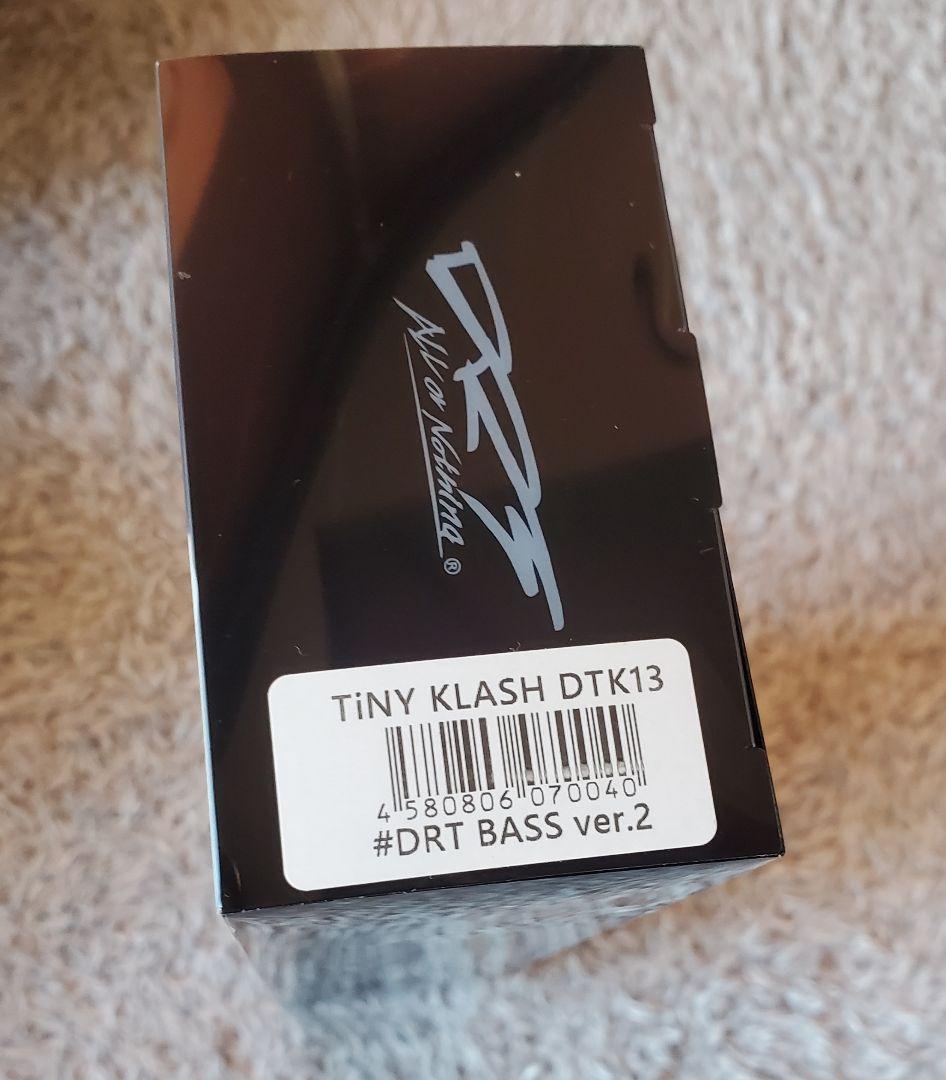 DRT
All or Nothing®
TiNY KLASH DTK13
4 580806 070040
#DRT BASS ver.2